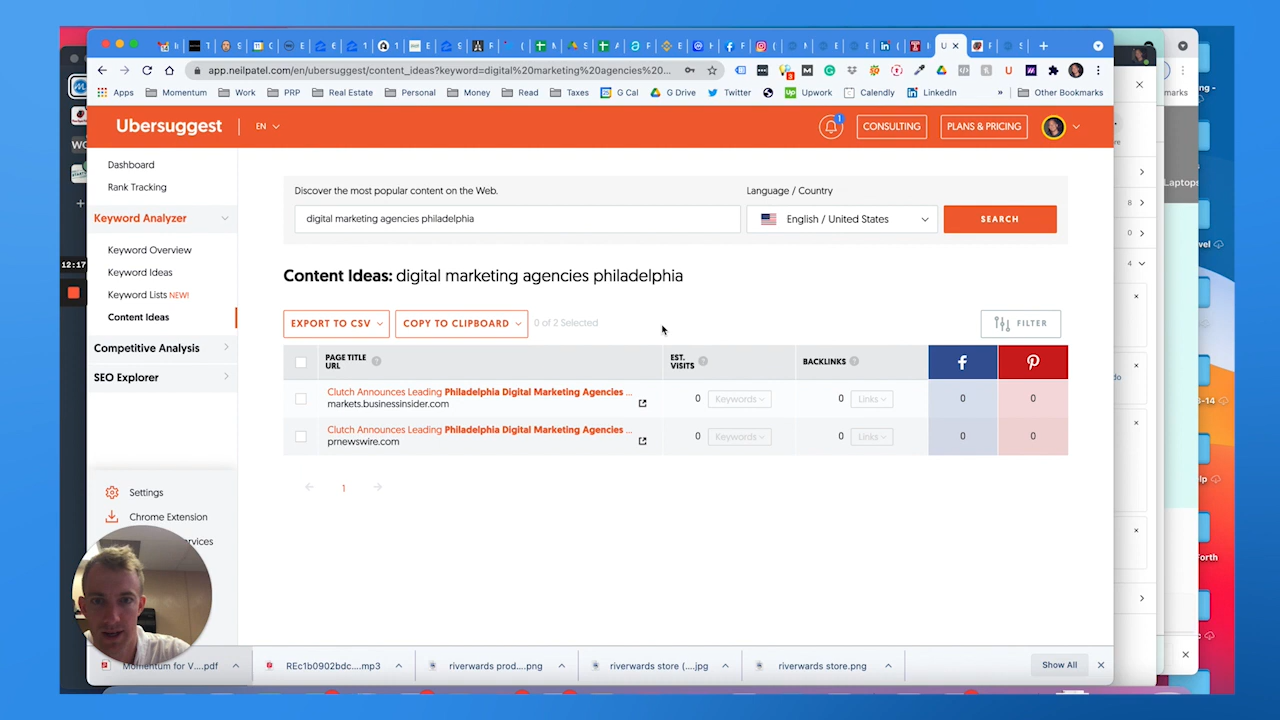 app.neilpatel.com/en/ubersuggest/content_ideas?keyword=digital%20marketing%20agencies%20...
Apps Momentum Work PRP Real Estate Personal Money Read Taxes G Cal G Drive Twitter Upwork Calendly LinkedIn » Other Bookmarks
Ubersuggest EN 1 CONSULTING PLANS & PRICING
Dashboard
Rank Tracking
Keyword Analyzer
Keyword Overview
Keyword Ideas
Keyword Lists NEW!
Content Ideas
Competitive Analysis
SEO Explorer
Settings
Chrome Extension
Discover the most popular content on the Web. Language / Country
digital marketing agencies philadelphia English / United States SEARCH
Content Ideas: digital marketing agencies philadelphia
EXPORT TO CSV COPY TO CLIPBOARD 0 of 2 Selected FILTER
PAGE TITLE
URL
EST.
VISITS
BACKLINKS
Clutch Announces Leading Philadelphia Digital Marketing Agencies ...
markets.businessinsider.com
0 Keywords 0 Links 0 0
Clutch Announces Leading Philadelphia Digital Marketing Agencies ...
prnewswire.com
0 Keywords 0 Links 0 0
1
Momentum for V....pdf REc1b0902bdc....mp3 riverwards prod....png riverwards store (....jpg riverwards store.png Show All
12:17
Laptops